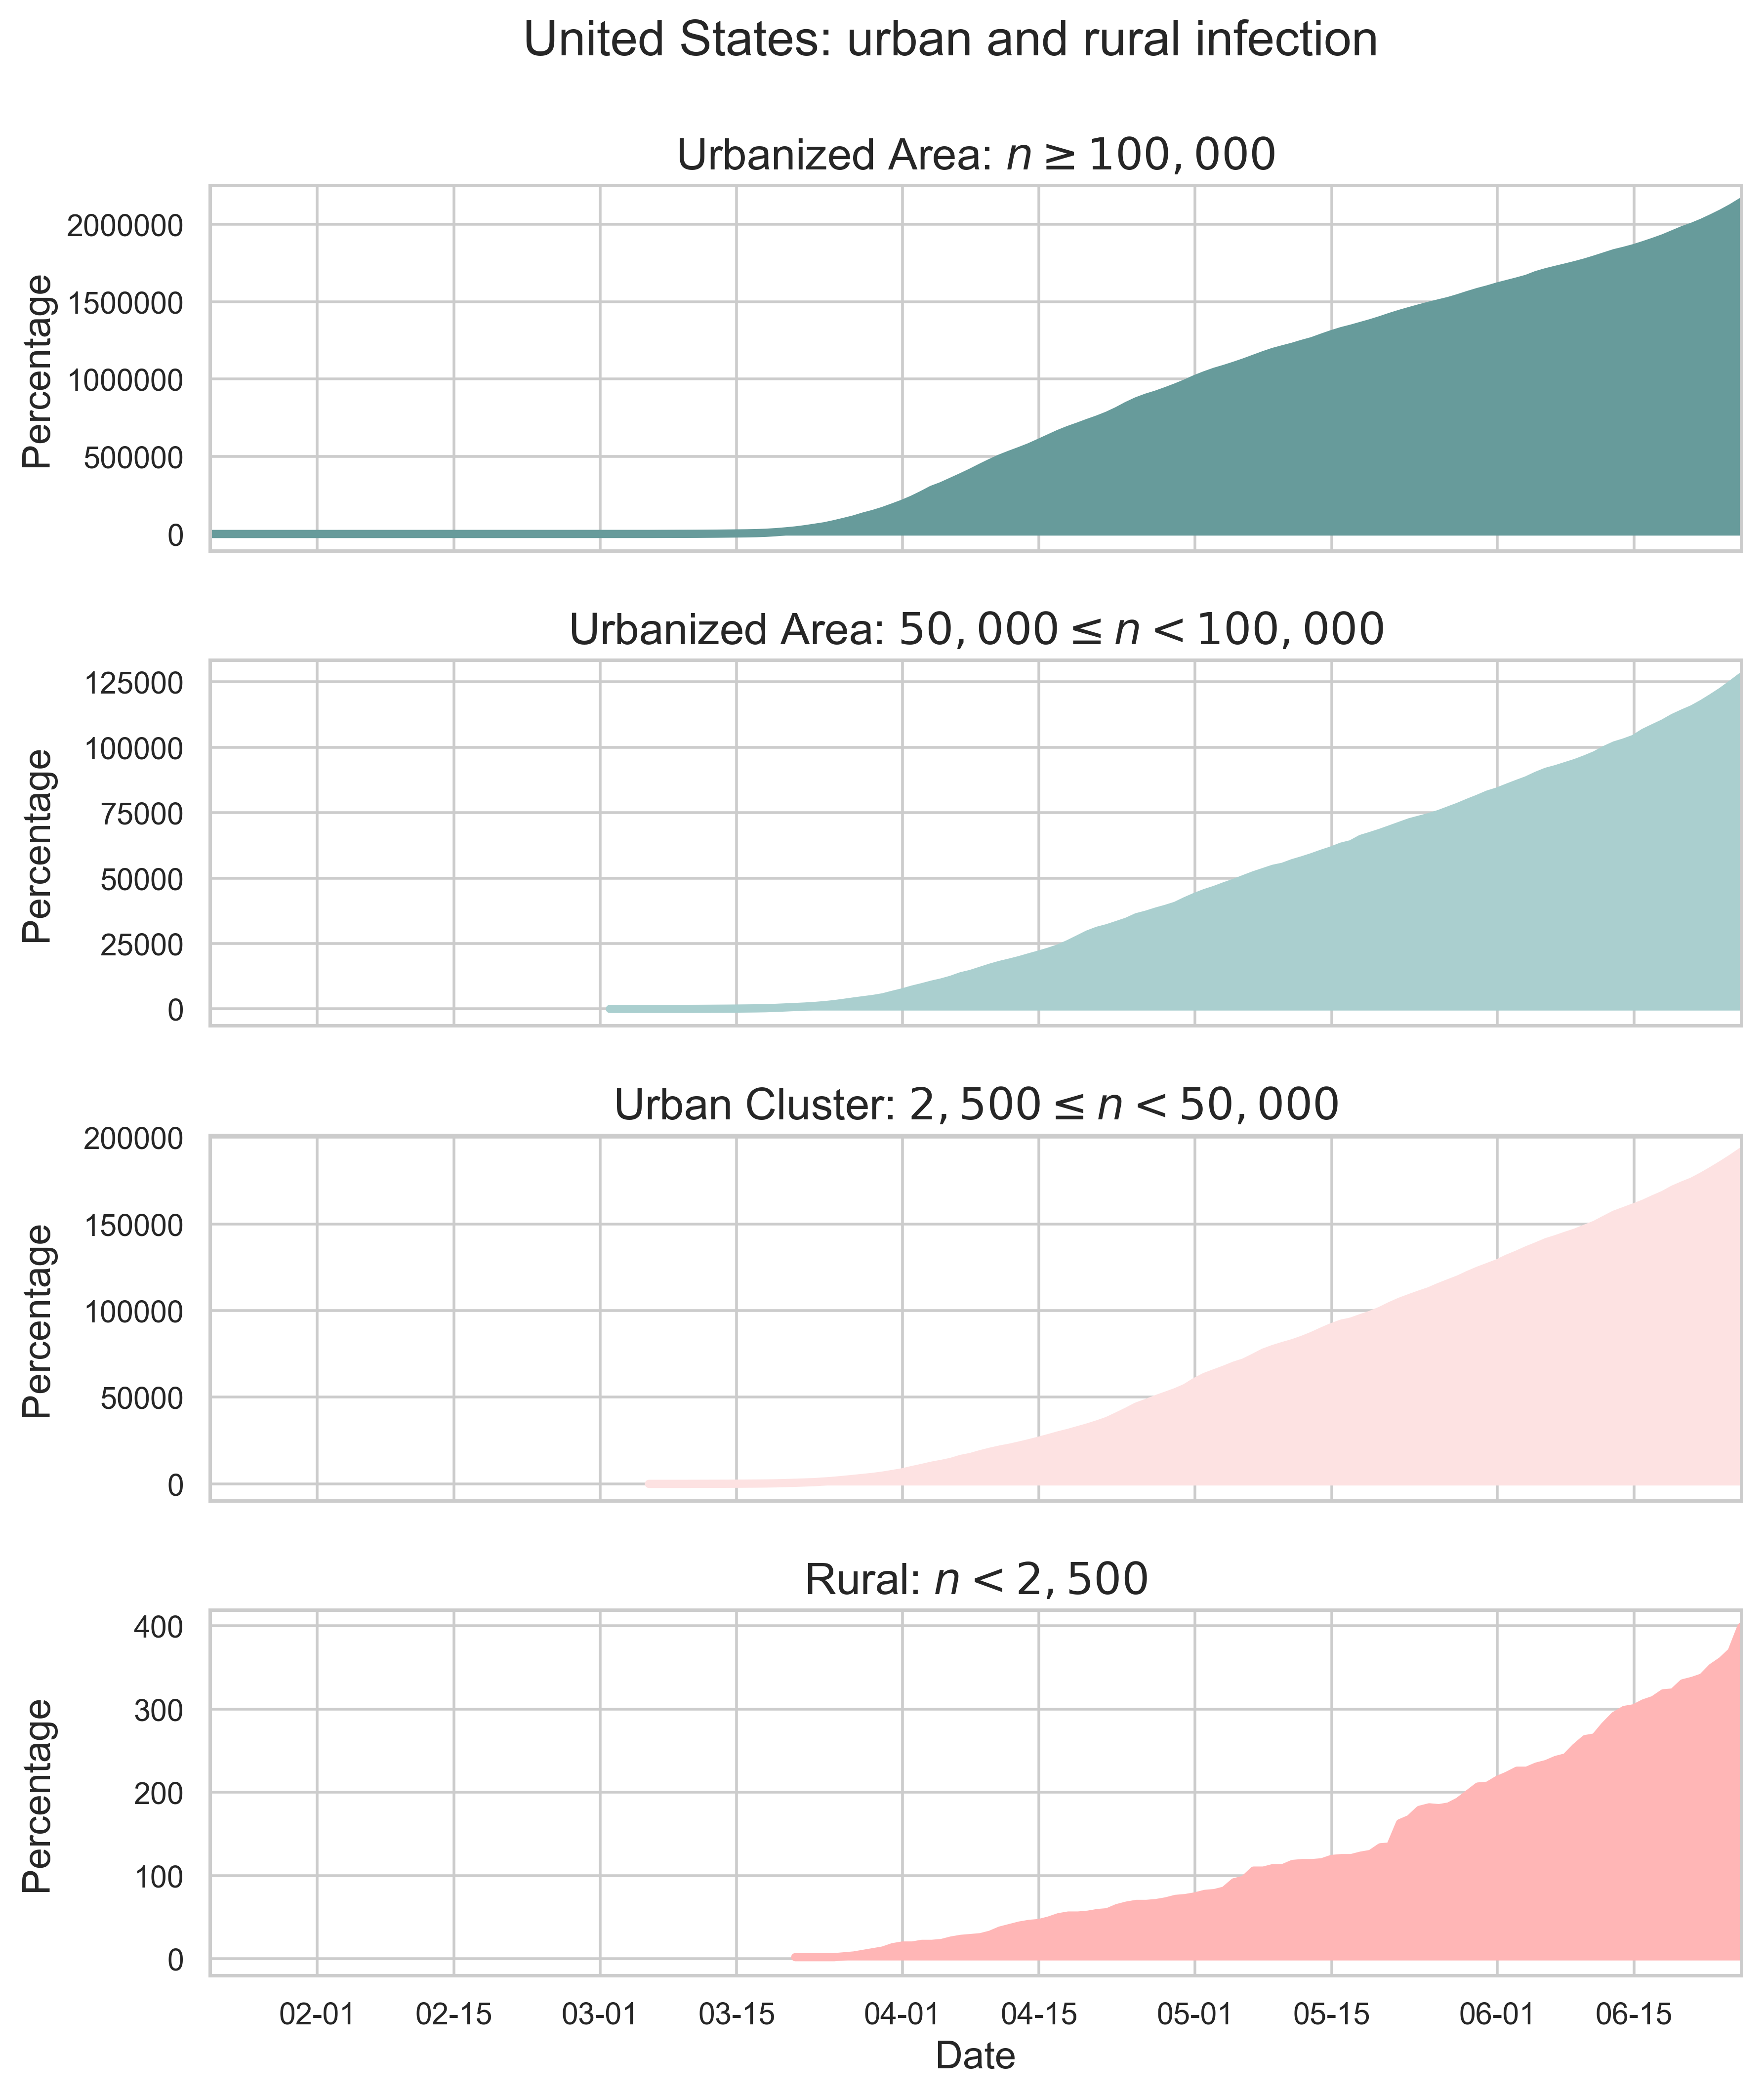 United States: urban and rural infection
Urbanized Area: n ≥ 100,000
Percentage
2000000
1500000
1000000
500000
0
Urbanized Area: 50,000 ≤ n < 100,000
Percentage
125000
100000
75000
50000
25000
0
Urban Cluster: 2,500 ≤ n < 50,000
Percentage
200000
150000
100000
50000
0
Rural: n < 2,500
Percentage
400
300
200
100
0
02-01 02-15 03-01 03-15 04-01 04-15 05-01 05-15 06-01 06-15
Date